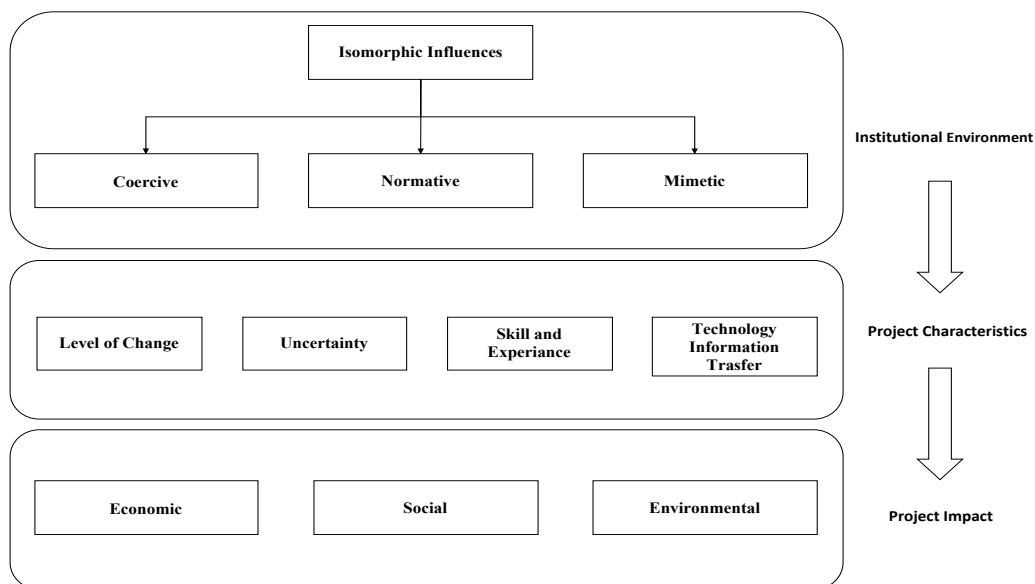 Isomorphic Influences
Coercive
Normative
Mimetic
Institutional Environment
Level of Change
Uncertainty
Skill and
Experiance
Technology
Information
Trasfer
Project Characteristics
Economic
Social
Environmental
Project Impact